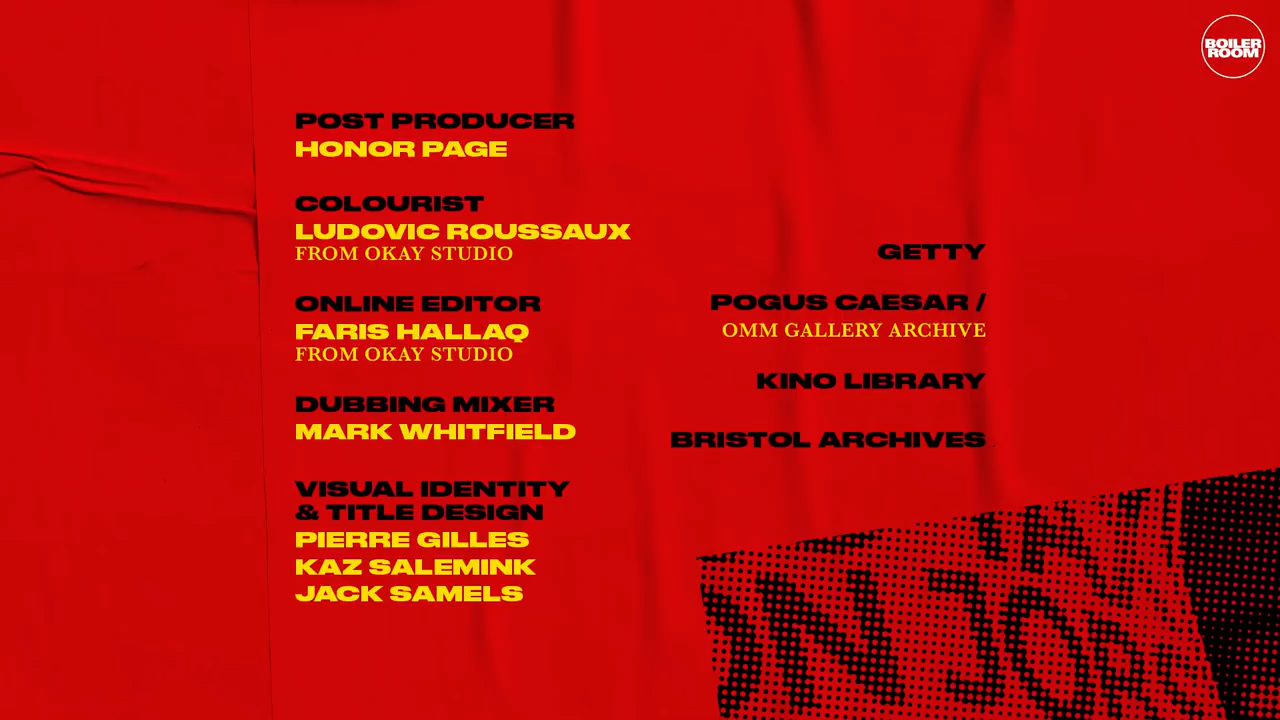 BOILER
ROOM
POST PRODUCER
HONOR PAGE
COLOURIST
LUDOVIC ROUSSAUX
FROM OKAY STUDIO
ONLINE EDITOR
FARIS HALLAQ
FROM OKAY STUDIO
DUBBING MIXER
MARK WHITFIELD
VISUAL IDENTITY
& TITLE DESIGN
PIERRE GILLES
KAZ SALEMINK
JACK SAMELS
GETTY
POGUS CAESAR /
OMM GALLERY ARCHIVE
KINO LIBRARY
BRISTOL ARCHIVES